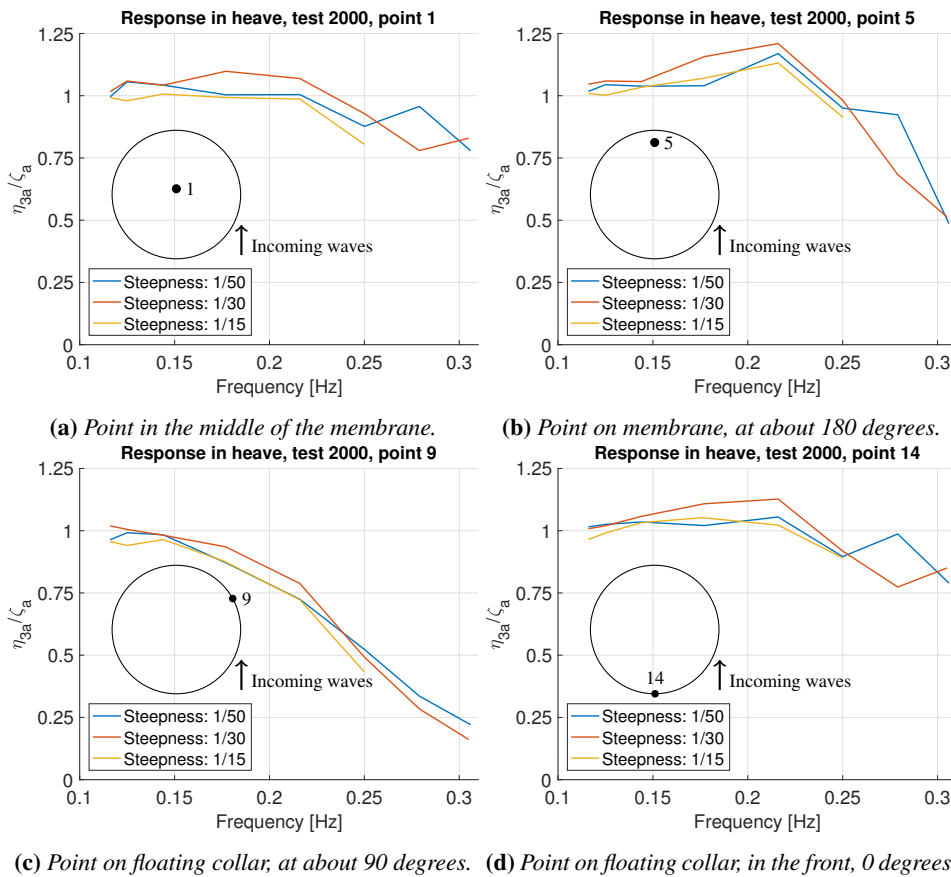 Response in heave, test 2000, point 1
1.25
1
0.75
0.5
0.25
0
η3a/ζa
1
Incoming waves
Steepness: 1/50
Steepness: 1/30
Steepness: 1/15
0.1 0.15 0.2 0.25 0.3
Frequency [Hz]
(a) Point in the middle of the membrane.
Response in heave, test 2000, point 5
1.25
1
0.75
0.5
0.25
0
η3a/ζa
5
Incoming waves
Steepness: 1/50
Steepness: 1/30
Steepness: 1/15
0.1 0.15 0.2 0.25 0.3
Frequency [Hz]
(b) Point on membrane, at about 180 degrees.
Response in heave, test 2000, point 9
1.25
1
0.75
0.5
0.25
0
η3a/ζa
9
Incoming waves
Steepness: 1/50
Steepness: 1/30
Steepness: 1/15
0.1 0.15 0.2 0.25 0.3
Frequency [Hz]
(c) Point on floating collar, at about 90 degrees.
Response in heave, test 2000, point 14
1.25
1
0.75
0.5
0.25
0
η3a/ζa
14
Incoming waves
Steepness: 1/50
Steepness: 1/30
Steepness: 1/15
0.1 0.15 0.2 0.25 0.3
Frequency [Hz]
(d) Point on floating collar, in the front, 0 degrees